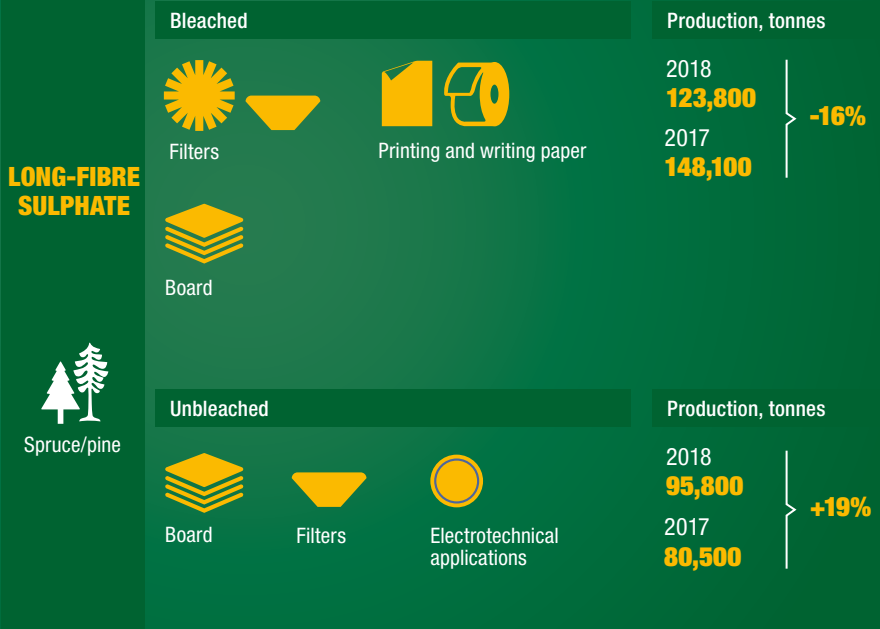 LONG-FIBRE
SULPHATE
Spruce/pine
Bleached
Filters
Printing and writing paper
Board
Production, tonnes
2018
123,800
2017
148,100
-16%
Unbleached
Board
Filters
Electrotechnical
applications
Production, tonnes
2018
95,800
2017
80,500
+19%